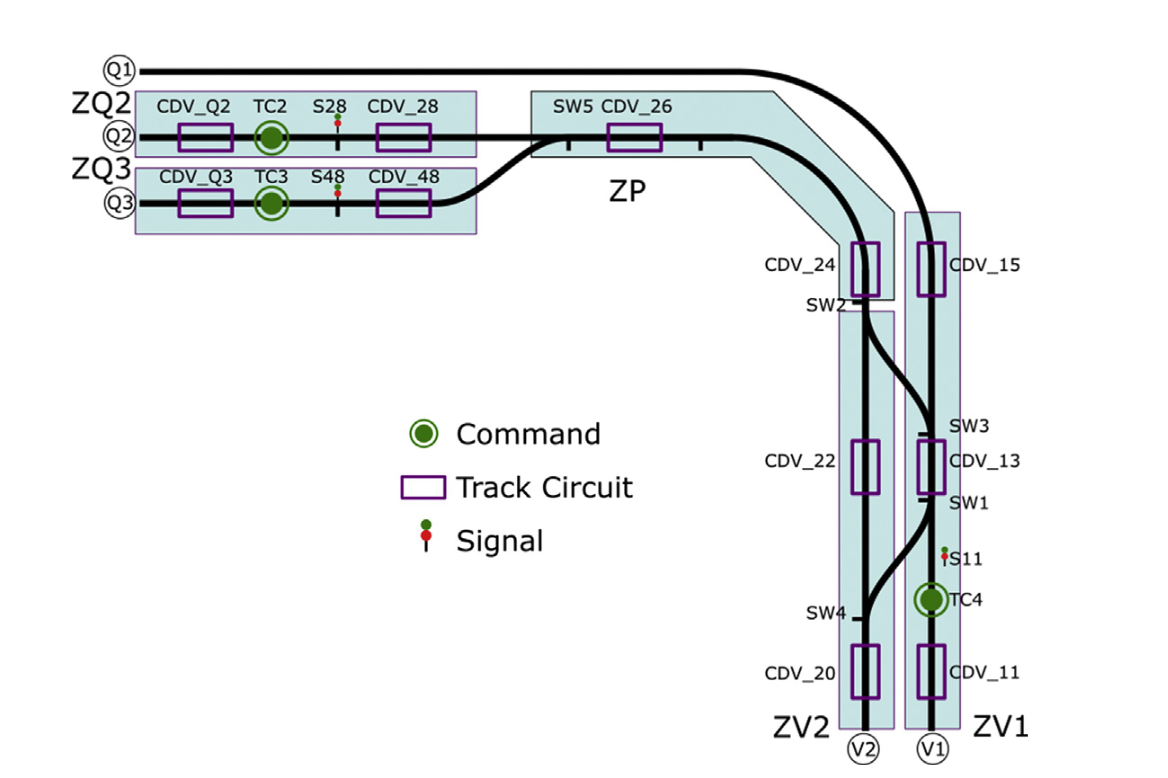 Q1
ZQ2
CDV_Q2 TC2 S28 CDV_28
SW5 CDV_26
Q2
ZQ3
CDV_Q3 TC3 S48 CDV_48
Q3
ZP
CDV_24
CDV_15
SW2
SW3
Command
CDV_22
CDV_13
Track Circuit
SW1
Signal
S11
TC4
SW4
CDV_20
CDV_11
ZV2
ZV1
V2
V1